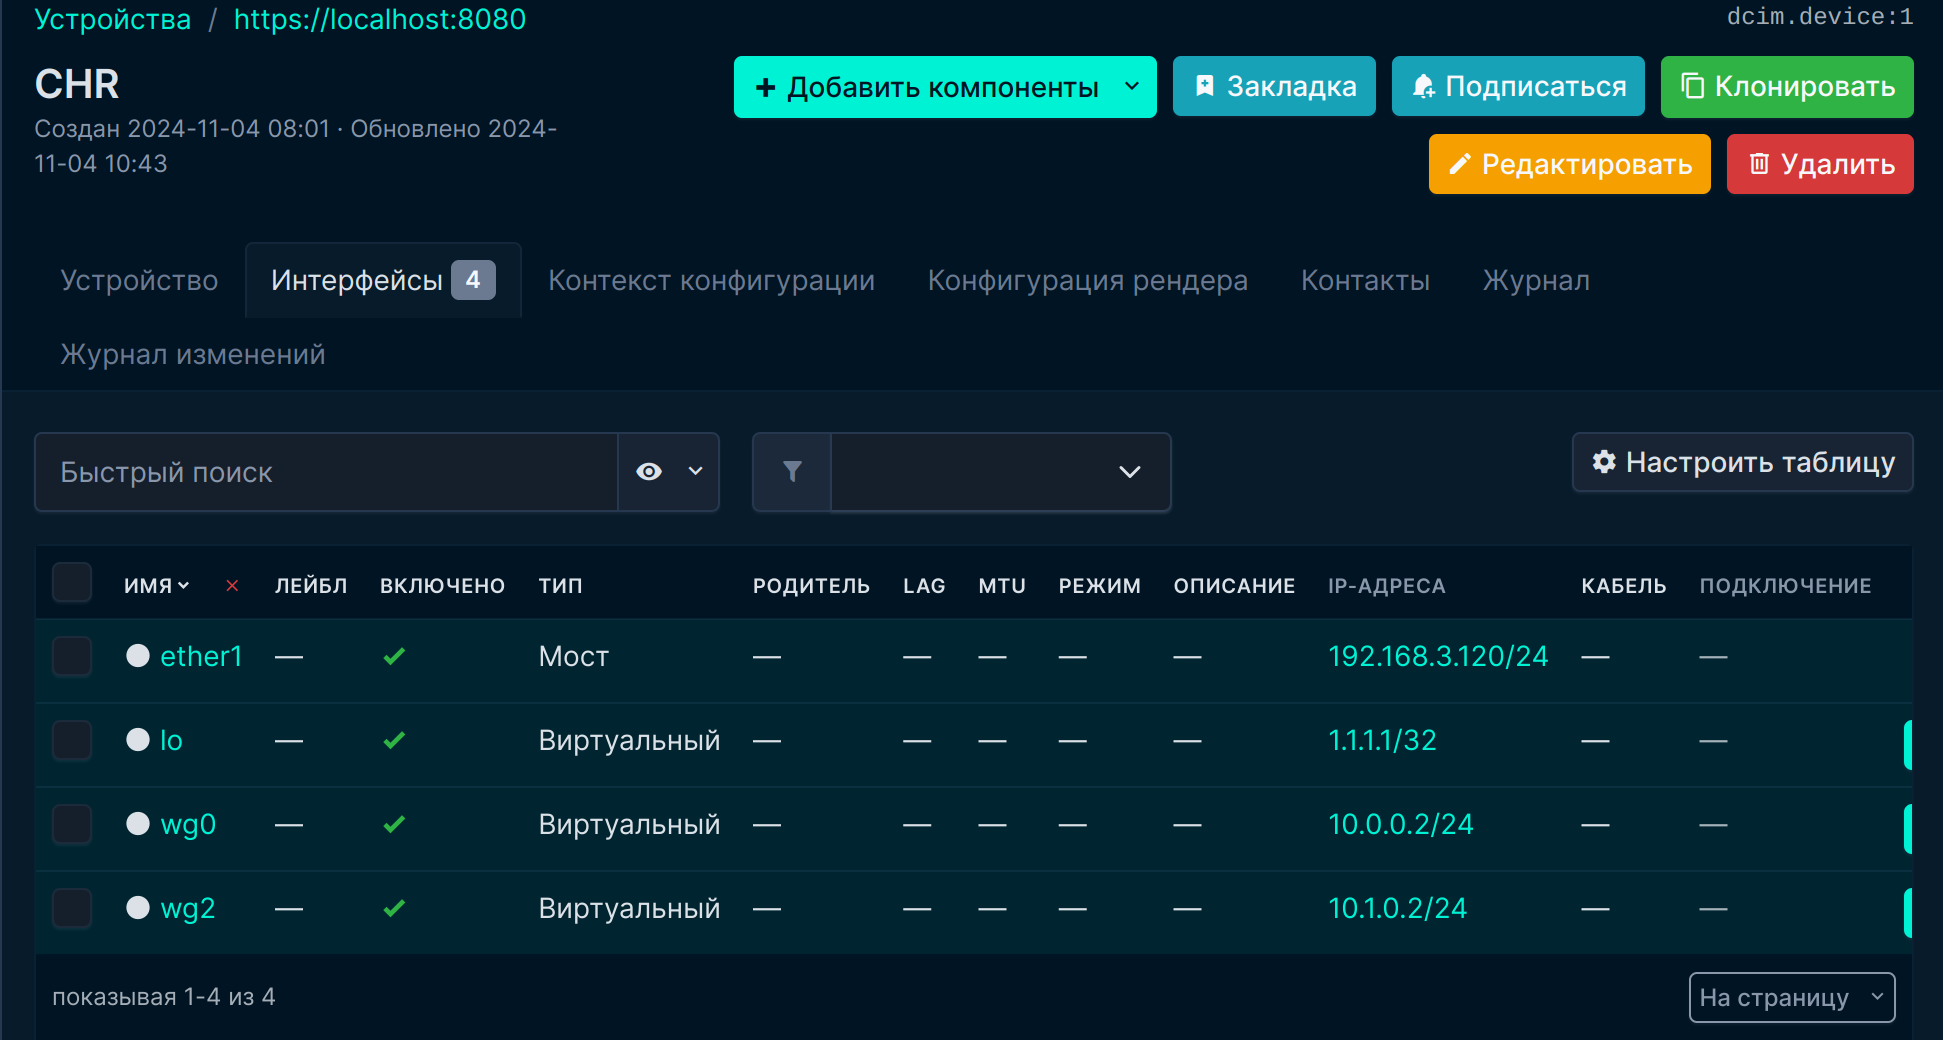 Устройства / https://localhost:8080
dcim.device:1
CHR
Создан 2024-11-04 08:01 · Обновлено 2024-
11-04 10:43
Добавить компоненты
Закладка
Подписаться
Клонировать
Редактировать
Удалить
Устройство Интерфейсы 4 Контекст конфигурации Конфигурация рендера Контакты Журнал
Журнал изменений
Быстрый поиск
Настроить таблицу
ИМЯ ЛЕЙБЛ ВКЛЮЧЕНО ТИП РОДИТЕЛЬ LAG MTU РЕЖИМ ОПИСАНИЕ IP-АДРЕСА КАБЕЛЬ ПОДКЛЮЧЕНИЕ
ether1 — Мост — — — — — 192.168.3.120/24 — —
lo — Виртуальный — — — — — 1.1.1.1/32 — —
wg0 — Виртуальный — — — — — 10.0.0.2/24 — —
wg2 — Виртуальный — — — — — 10.1.0.2/24 — —
показывая 1-4 из 4
На страницу